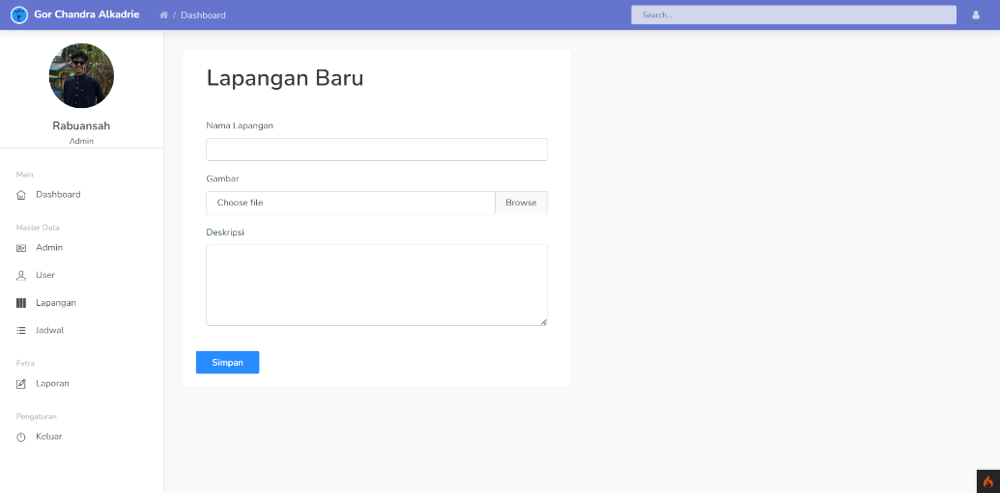 Gor Chandra Alkadrie
/ Dashboard
Search...
Rabuansah
Admin
Main
Dashboard
Master Data
Admin
User
Lapangan
Jadwal
Extra
Laporan
Pengaturan
Keluar
Lapangan Baru
Nama Lapangan
Gambar
Choose file
Browse
Deskripsi
Simpan